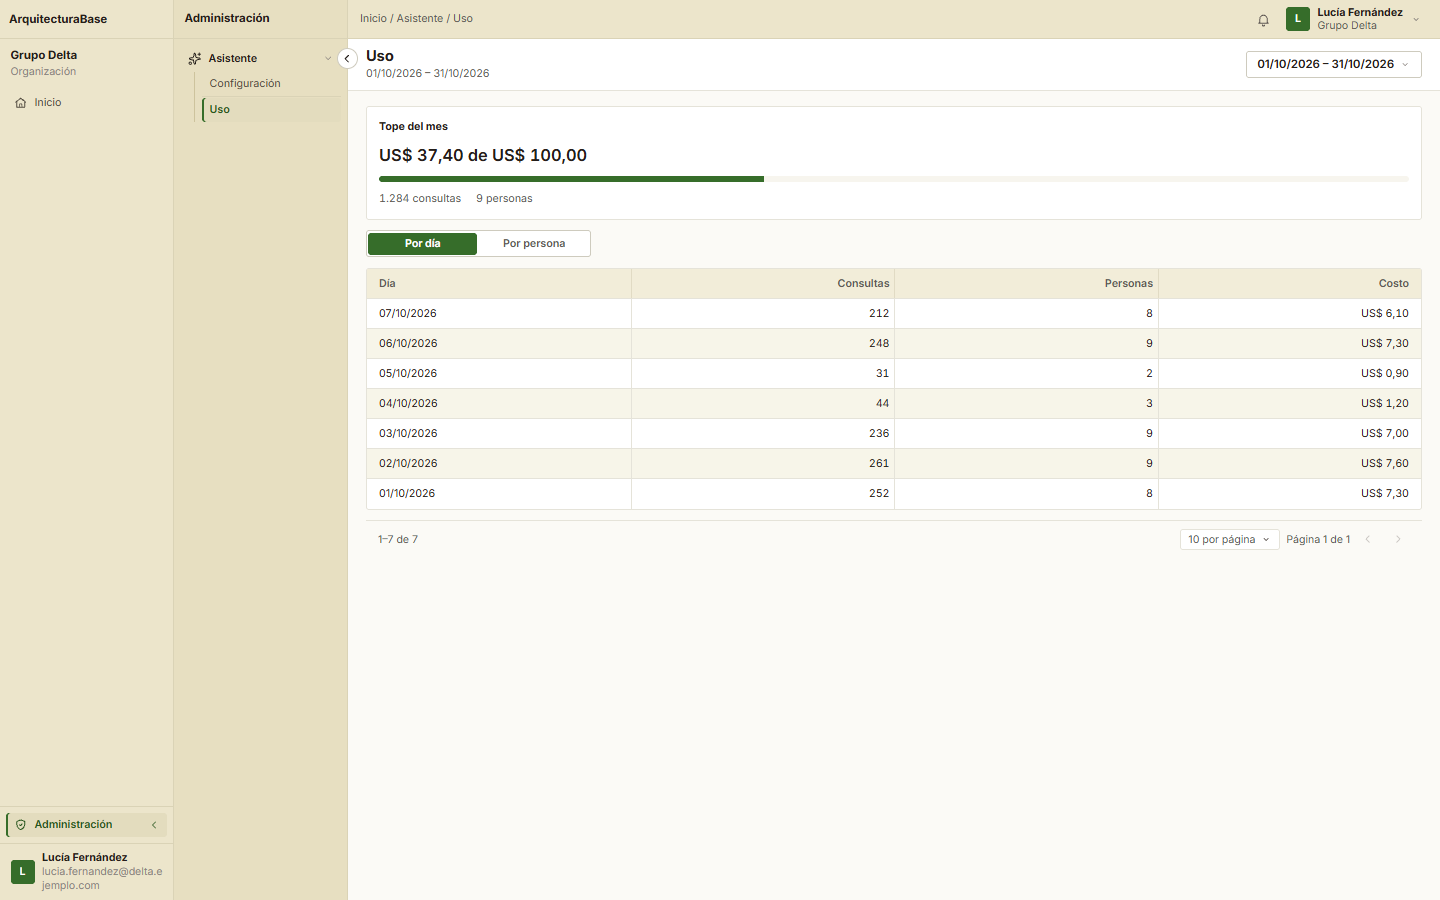 ArquitecturaBase
Grupo Delta
Organización
Inicio
Administración
Lucía Fernández
lucia.fernandez@delta.e
jemplo.com
L
Administración
Asistente
Configuración
Uso
Inicio / Asistente / Uso
L
Lucía Fernández
Grupo Delta
Uso
01/10/2026 – 31/10/2026
01/10/2026 – 31/10/2026
Tope del mes
US$ 37,40 de US$ 100,00
1.284 consultas 9 personas
Por día Por persona
Día Consultas Personas Costo
07/10/2026 212 8 US$ 6,10
06/10/2026 248 9 US$ 7,30
05/10/2026 31 2 US$ 0,90
04/10/2026 44 3 US$ 1,20
03/10/2026 236 9 US$ 7,00
02/10/2026 261 9 US$ 7,60
01/10/2026 252 8 US$ 7,30
1–7 de 7 10 por página Página 1 de 1